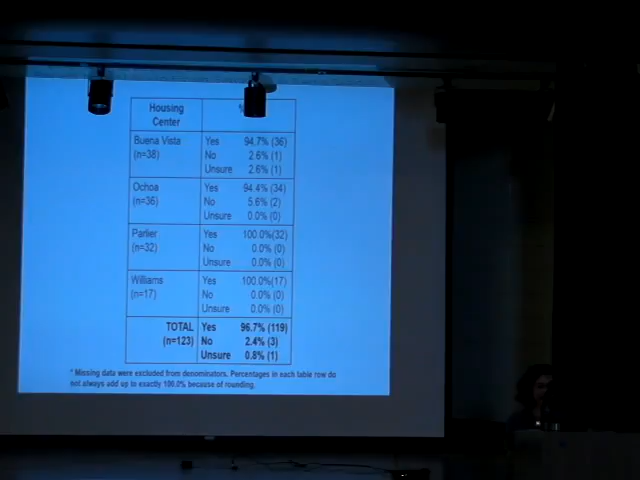 Housing
Center
Buena Vista Yes 94.7% (36)
(n=38) No 2.6% (1)
Unsure 2.6% (1)
Ochoa Yes 94.4% (34)
(n=36) No 5.6% (2)
Unsure 0.0% (0)
Parlier Yes 100.0%(32)
(n=32) No 0.0% (0)
Unsure 0.0% (0)
Williams Yes 100.0%(17)
(n=17) No 0.0% (0)
Unsure 0.0% (0)
TOTAL Yes 96.7% (119)
(n=123) No 2.4% (3)
Unsure 0.8% (1)
* Missing data were excluded from denominators. Percentages in each table row do
not always add up to exactly 100.0% because of rounding.